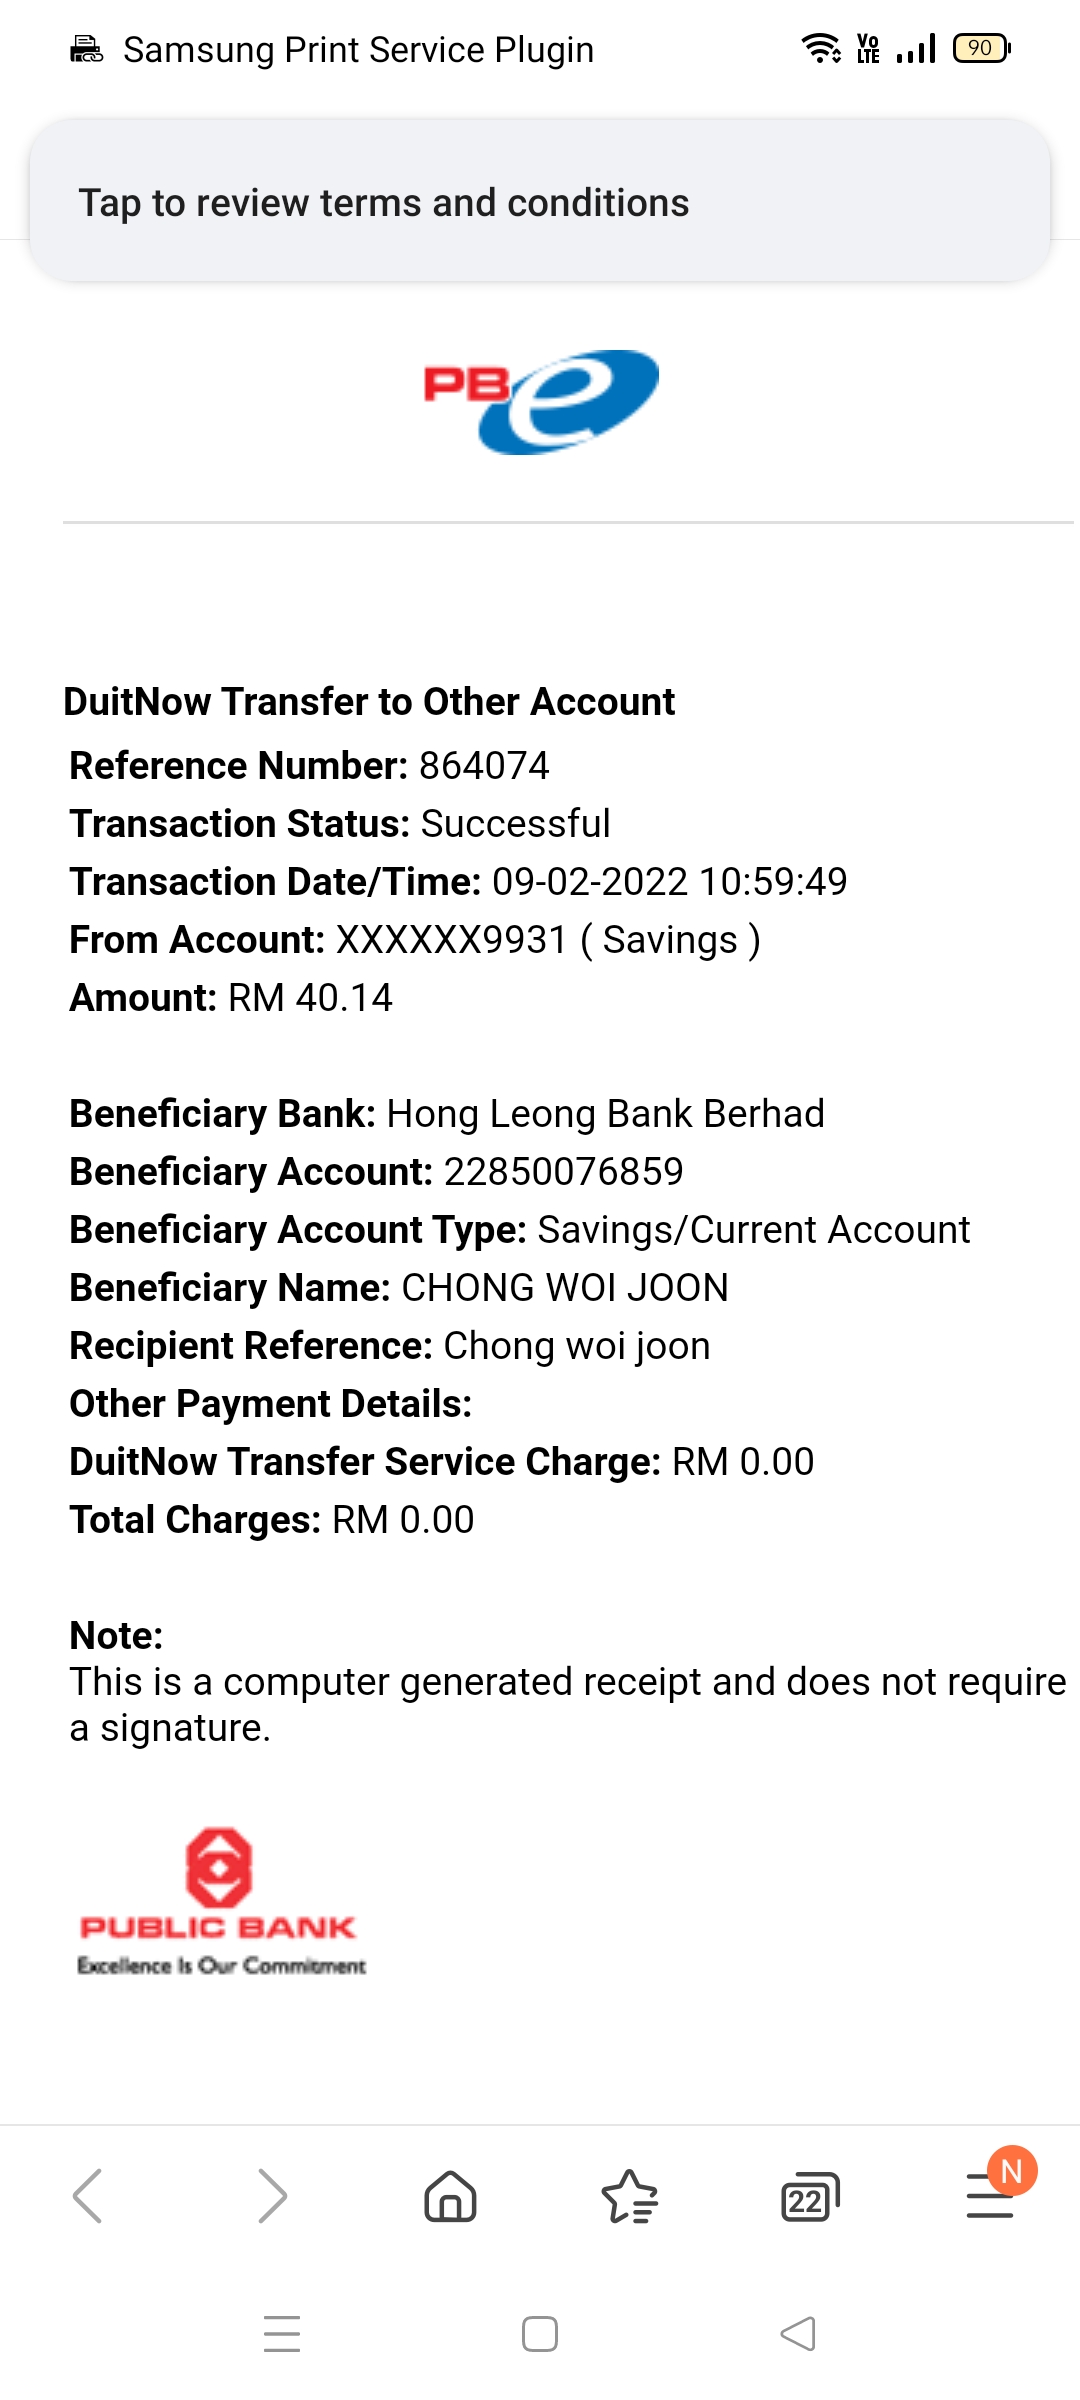 Samsung Print Service Plugin
Vo LTE
90
Tap to review terms and conditions
PBe
DuitNow Transfer to Other Account
Reference Number: 864074
Transaction Status: Successful
Transaction Date/Time: 09-02-2022 10:59:49
From Account: XXXXXX9931 ( Savings )
Amount: RM 40.14
Beneficiary Bank: Hong Leong Bank Berhad
Beneficiary Account: 22850076859
Beneficiary Account Type: Savings/Current Account
Beneficiary Name: CHONG WOI JOON
Recipient Reference: Chong woi joon
Other Payment Details:
DuitNow Transfer Service Charge: RM 0.00
Total Charges: RM 0.00
Note:
This is a computer generated receipt and does not require
a signature.
PUBLIC BANK
Excellence Is Our Commitment
22
N